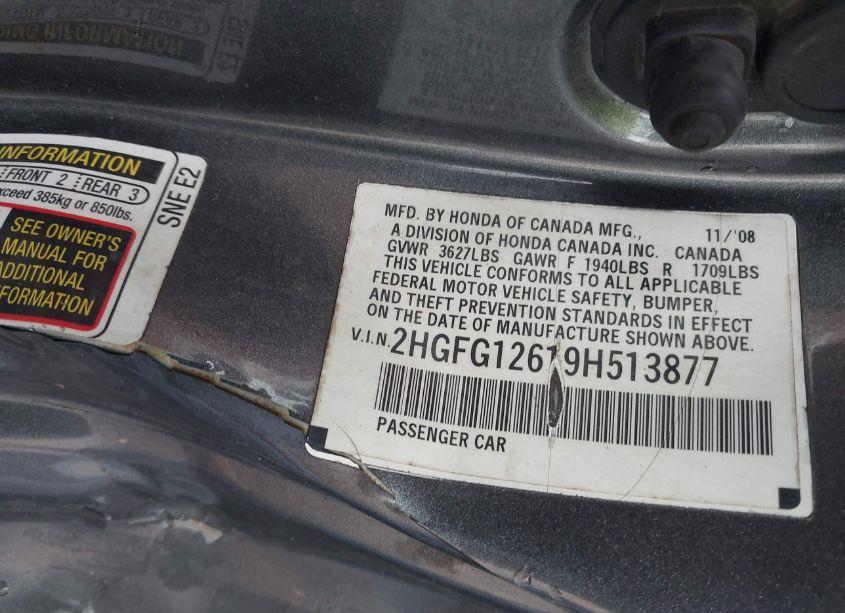 INFORMATION
FRONT 2 REAR 3
exceed 385kg or 850lbs.
SEE OWNER'S
MANUAL FOR
ADDITIONAL
INFORMATION
SNE E2
MFD. BY HONDA OF CANADA MFG., 11/'08
A DIVISION OF HONDA CANADA INC. CANADA
GVWR 3627LBS GAWR F 1940LBS R 1709LBS
THIS VEHICLE CONFORMS TO ALL APPLICABLE
FEDERAL MOTOR VEHICLE SAFETY, BUMPER,
AND THEFT PREVENTION STANDARDS IN EFFECT
ON THE DATE OF MANUFACTURE SHOWN ABOVE.
V.I.N. 2HGFG12619H513877
PASSENGER CAR